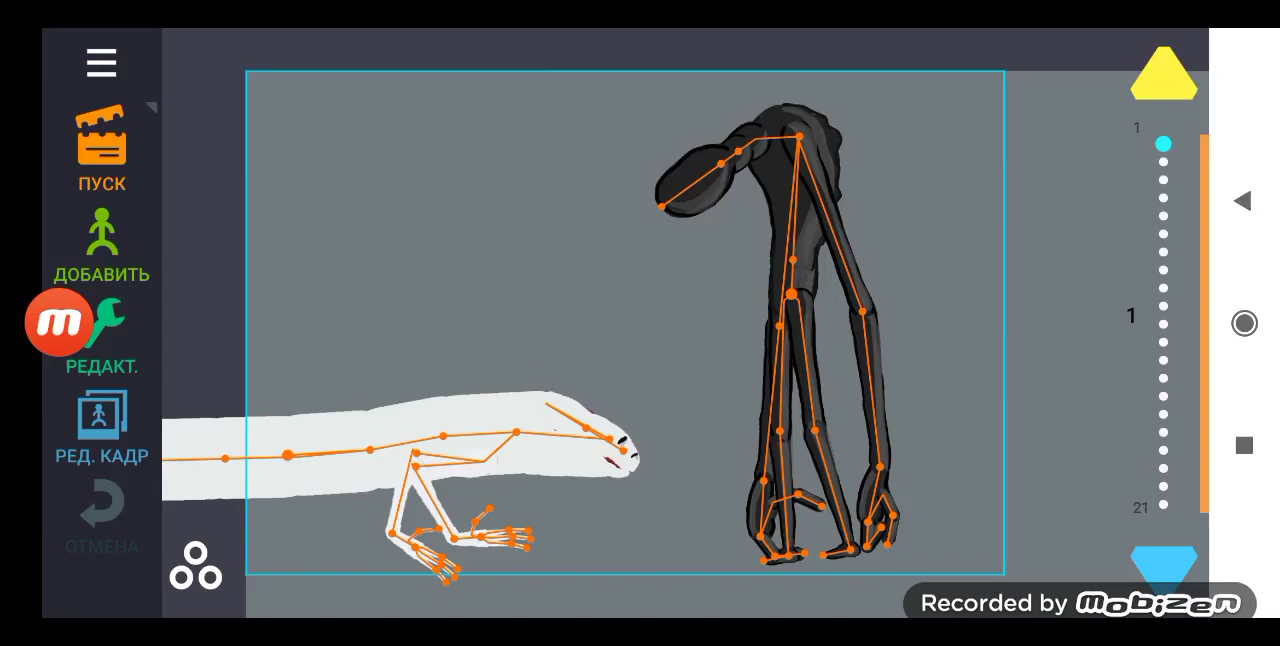 ПУСК
ДОБАВИТЬ
m
РЕДАКТ.
РЕД. КАДР
ОТМЕНА
1
1
21
Recorded by mobizen